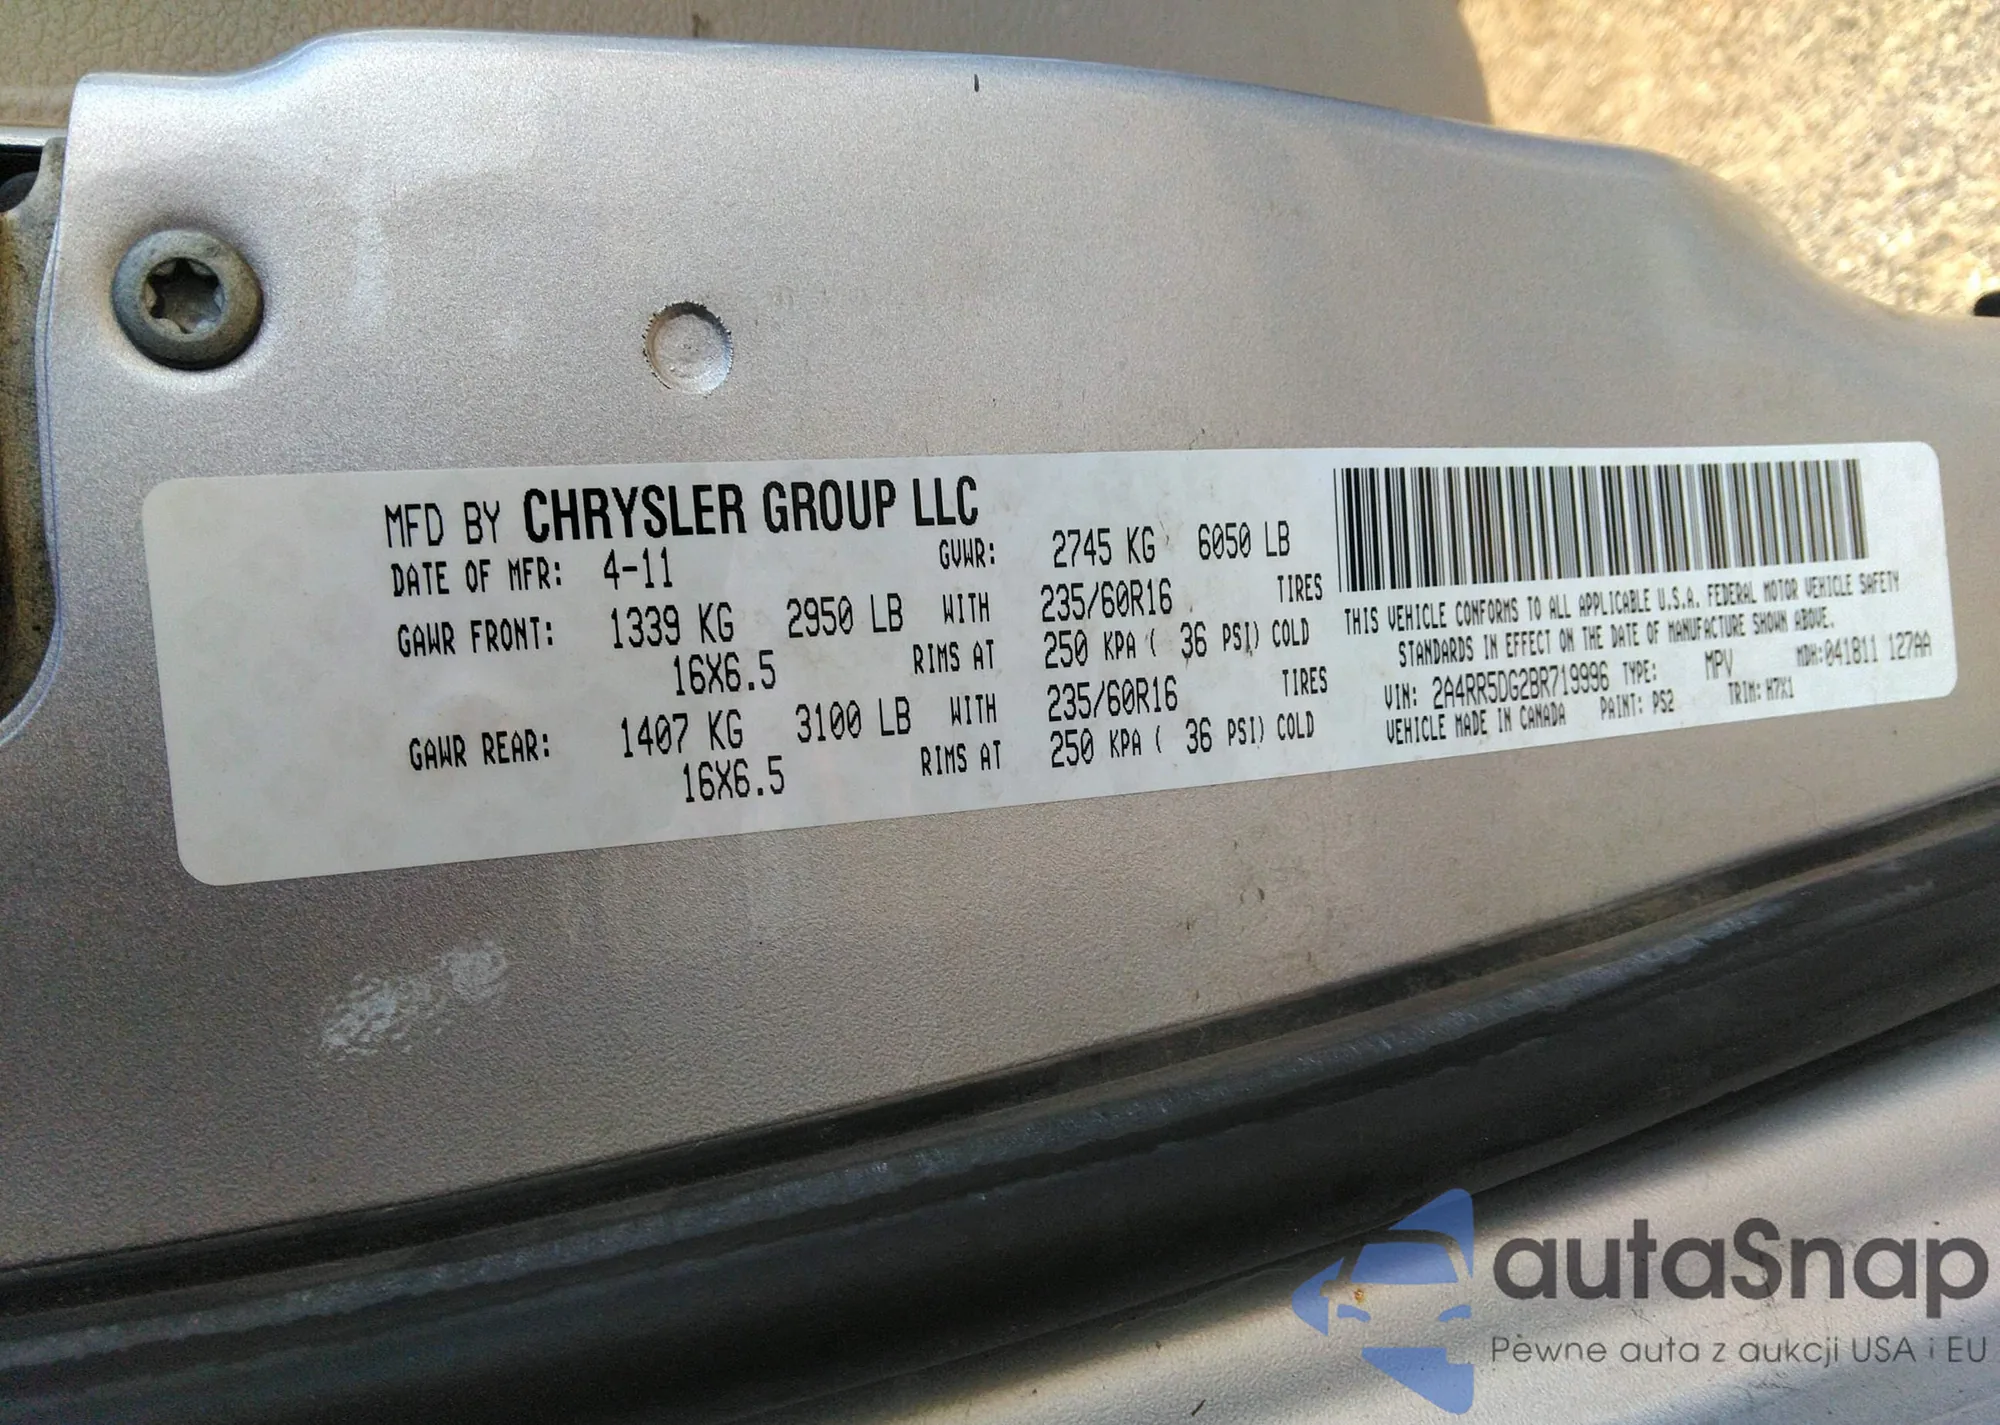 MFD BY CHRYSLER GROUP LLC
DATE OF MFR: 4-11 GVWR: 2745 KG 6050 LB
GAWR FRONT: 1339 KG 2950 LB WITH 235/60R16 TIRES
16X6.5 RIMS AT 250 KPA ( 36 PSI) COLD
GAWR REAR: 1407 KG 3100 LB WITH 235/60R16 TIRES
16X6.5 RIMS AT 250 KPA ( 36 PSI) COLD
THIS VEHICLE CONFORMS TO ALL APPLICABLE U.S.A. FEDERAL MOTOR VEHICLE SAFETY
STANDARDS IN EFFECT ON THE DATE OF MANUFACTURE SHOWN ABOVE.
VIN: 2A4RR5DG2BR719996 TYPE: MPV MDH:041811 127AA
VEHICLE MADE IN CANADA PAINT: PS2 TRIM: H7X1
autaSnap
Pewne auta z aukcji USA i EU